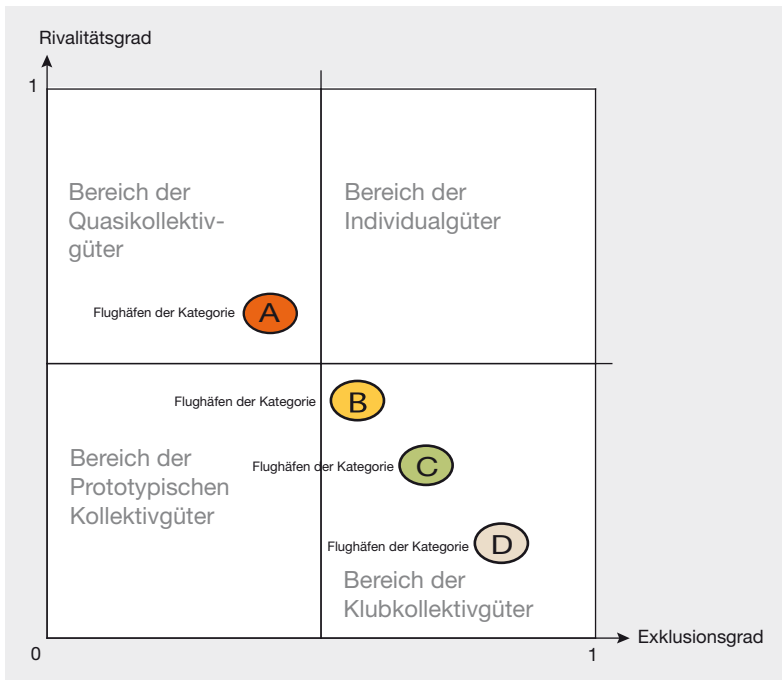 Rivalitätsgrad
1
Bereich der
Quasikollektiv-
güter
Bereich der
Individualgüter
Flughäfen der Kategorie A
Flughäfen der Kategorie B
Bereich der
Prototypischen
Kollektivgüter
Flughäfen der Kategorie C
Flughäfen der Kategorie D
Bereich der
Klubkollektivgüter
Exklusionsgrad
0
1